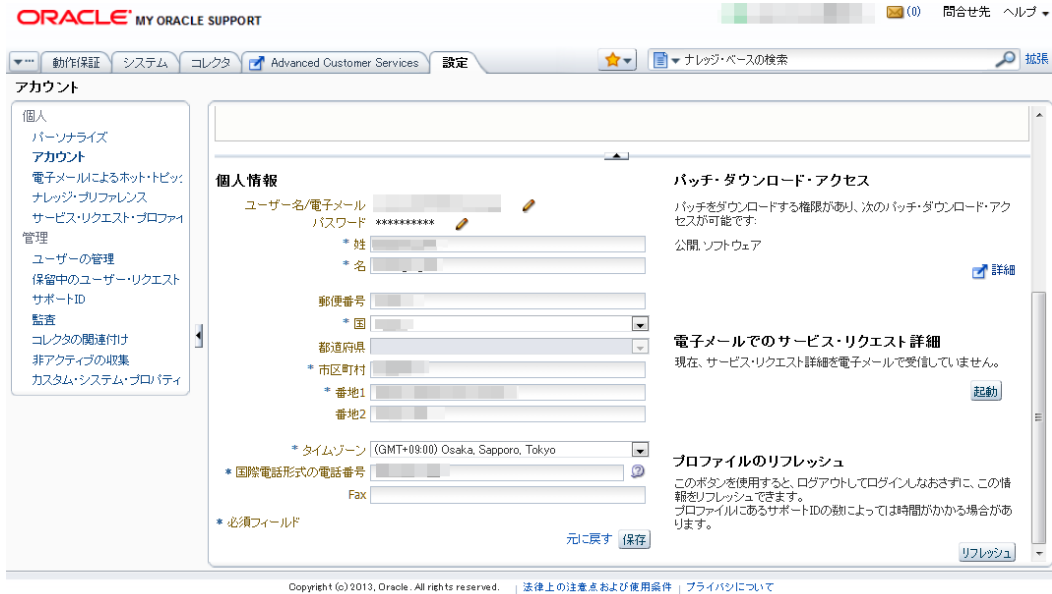 ORACLE MY ORACLE SUPPORT
(0) 問合せ先 ヘルプ
動作保証 システム コレクタ Advanced Customer Services 設定
ナレッジ・ベースの検索 拡張
アカウント
個人
パーソナライズ
アカウント
電子メールによるホット・トピック
ナレッジ・プリファレンス
サービス・リクエスト・プロファイ
管理
ユーザーの管理
保留中のユーザー・リクエスト
サポートID
監査
コレクタの関連付け
非アクティブの収集
カスタム・システム・プロパティ
個人情報
ユーザー名/電子メール
パスワード **********
* 姓
* 名
郵便番号
* 国
都道府県
* 市区町村
* 番地1
番地2
* タイムゾーン (GMT+09:00) Osaka, Sapporo, Tokyo
* 国際電話形式の電話番号
Fax
* 必須フィールド
元に戻す 保存
パッチ・ダウンロード・アクセス
パッチをダウンロードする権限があり、次のパッチ・ダウンロード・アク
セスが可能です:
公開, ソフトウェア
詳細
電子メールでのサービス・リクエスト詳細
現在、サービス・リクエスト詳細を電子メールで受信していません。
起動
プロファイルのリフレッシュ
このボタンを使用すると、ログアウトしてログインしなおさずに、この情
報をリフレッシュできます。
プロファイルにあるサポートIDの数によっては時間がかかる場合があ
ります。
リフレッシュ
Copyright (c) 2013, Oracle. All rights reserved. | 法律上の注意点および使用条件 | プライバシについて